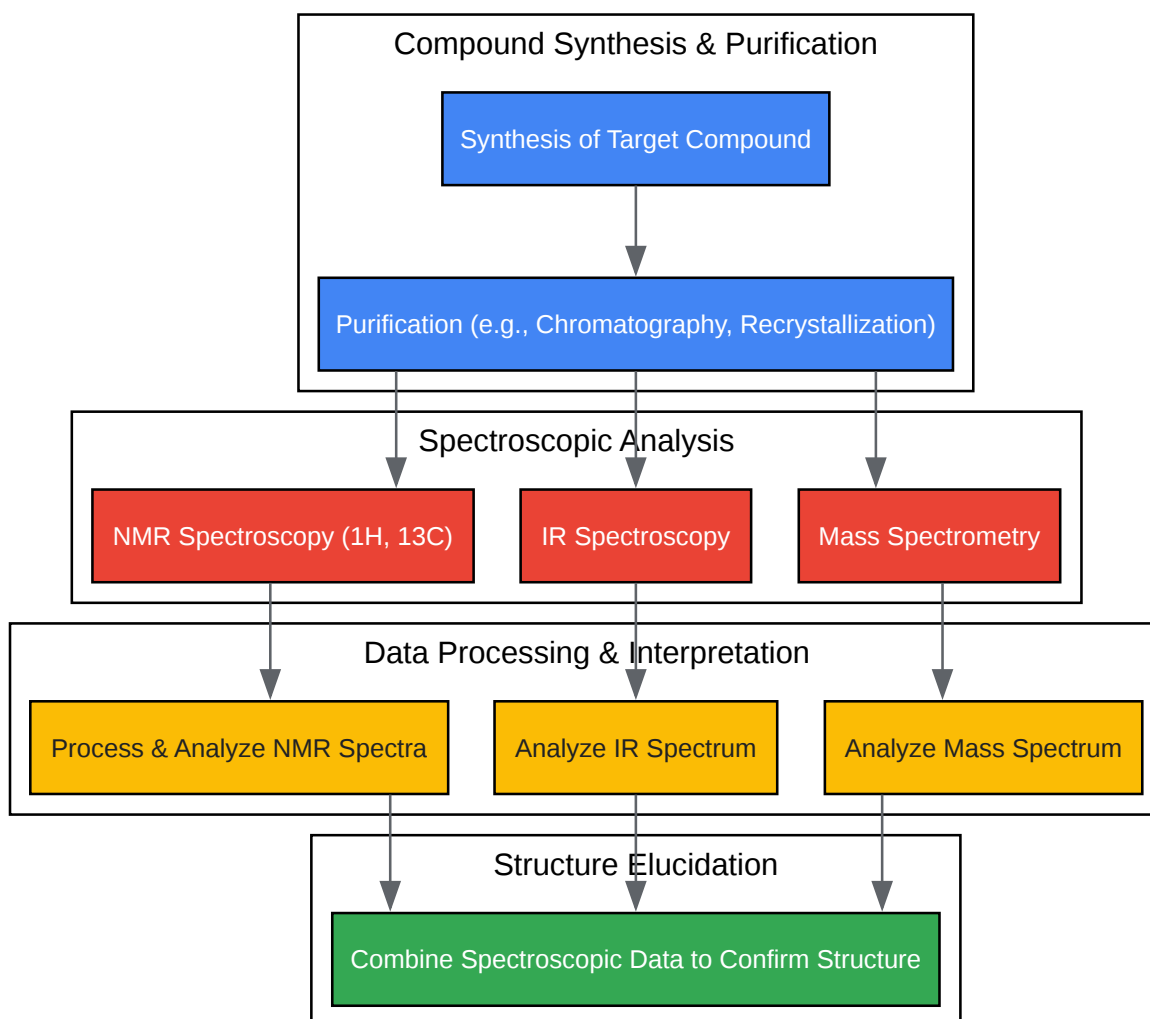 Compound Synthesis & Purification
Synthesis of Target Compound
Purification (e.g., Chromatography, Recrystallization)
Spectroscopic Analysis
NMR Spectroscopy (1H, 13C)
IR Spectroscopy
Mass Spectrometry
Data Processing & Interpretation
Process & Analyze NMR Spectra
Analyze IR Spectrum
Analyze Mass Spectrum
Structure Elucidation
Combine Spectroscopic Data to Confirm Structure